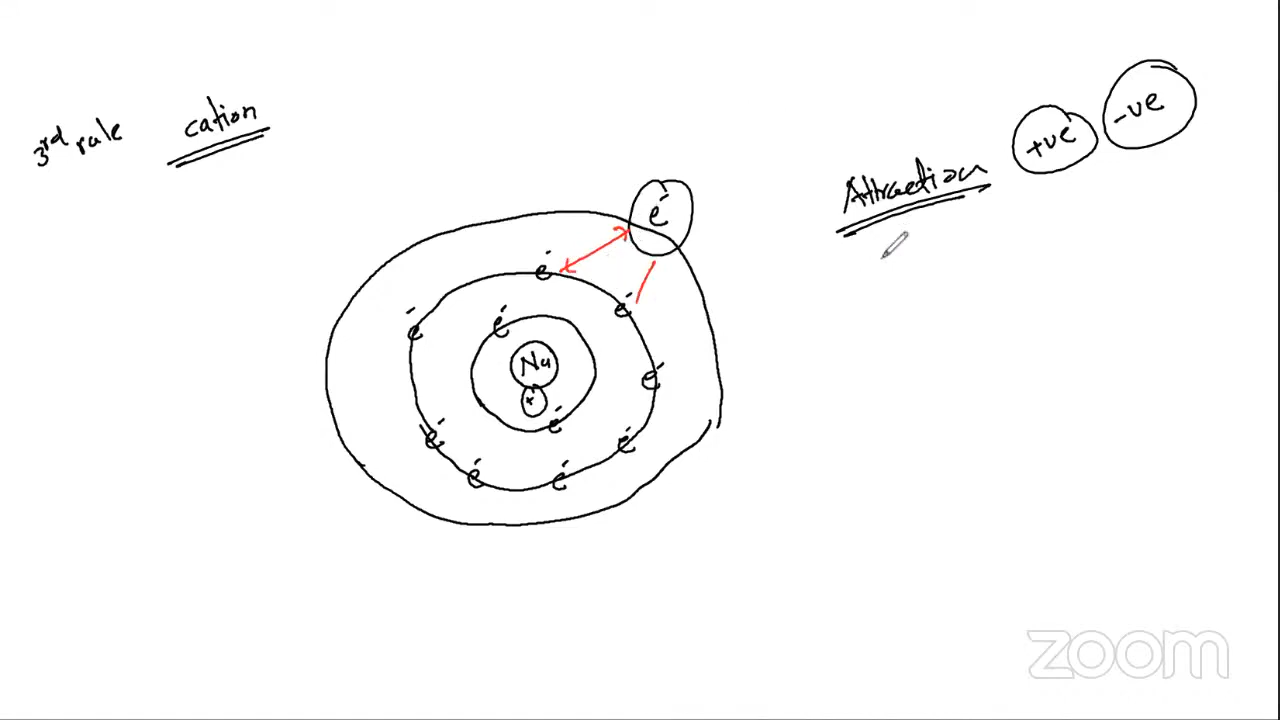 3rd rule cation
Attraction +ve -ve
e⁻
e⁻
e⁻
e⁻ e⁻
Na
+
e⁻
e⁻
e⁻
e⁻
e⁻ e⁻
zoom